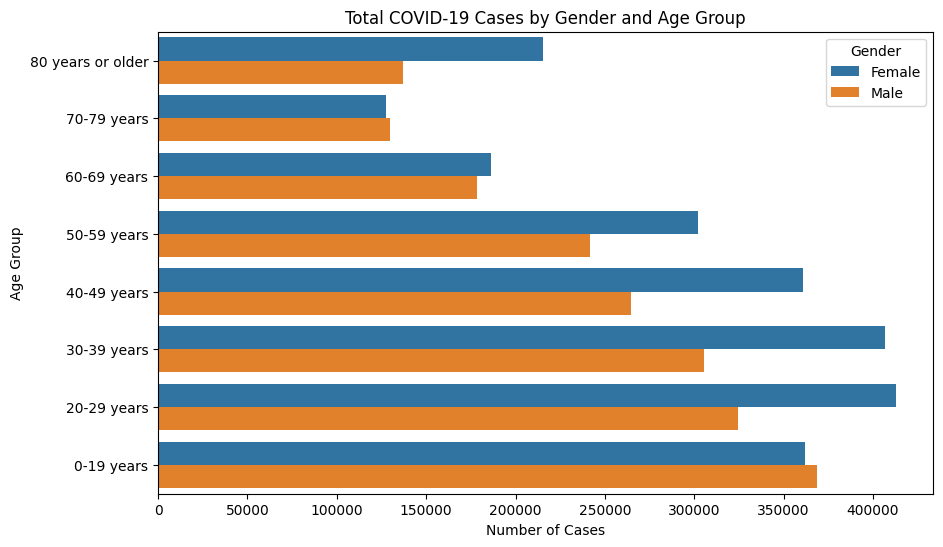 Total COVID-19 Cases by Gender and Age Group
Gender
Female
Male
Age Group
80 years or older
70-79 years
60-69 years
50-59 years
40-49 years
30-39 years
20-29 years
0-19 years
0 50000 100000 150000 200000 250000 300000 350000 400000
Number of Cases